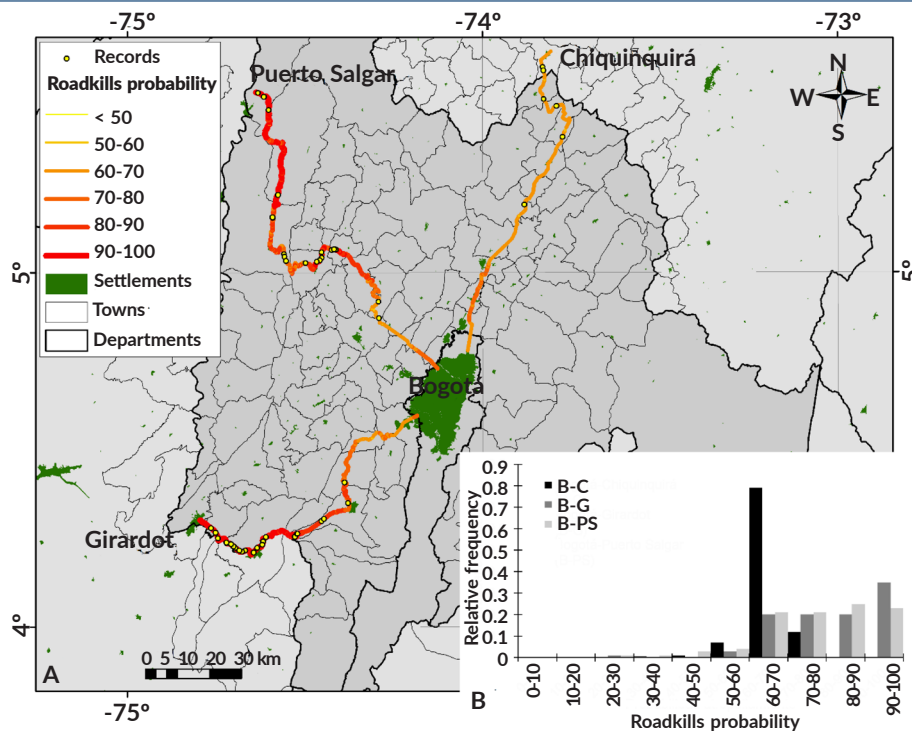 -75°
-74°
-73°
Records
Roadkills probability
< 50
50-60
60-70
70-80
80-90
90-100
Settlements
Towns
Departments
Puerto Salgar
Chiquinquirá
N
W
E
S
5°
5°
Bogotá
Girardot
4°
0 5 10 20 30 km
A
-75°
0.9
0.8
0.7
0.6
0.5
0.4
0.3
0.2
0.1
0
Relative frequency
B-C
B-G
B-PS
0-10
10-20
20-30
30-40
40-50
50-60
60-70
70-80
80-90
90-100
Roadkills probability
B